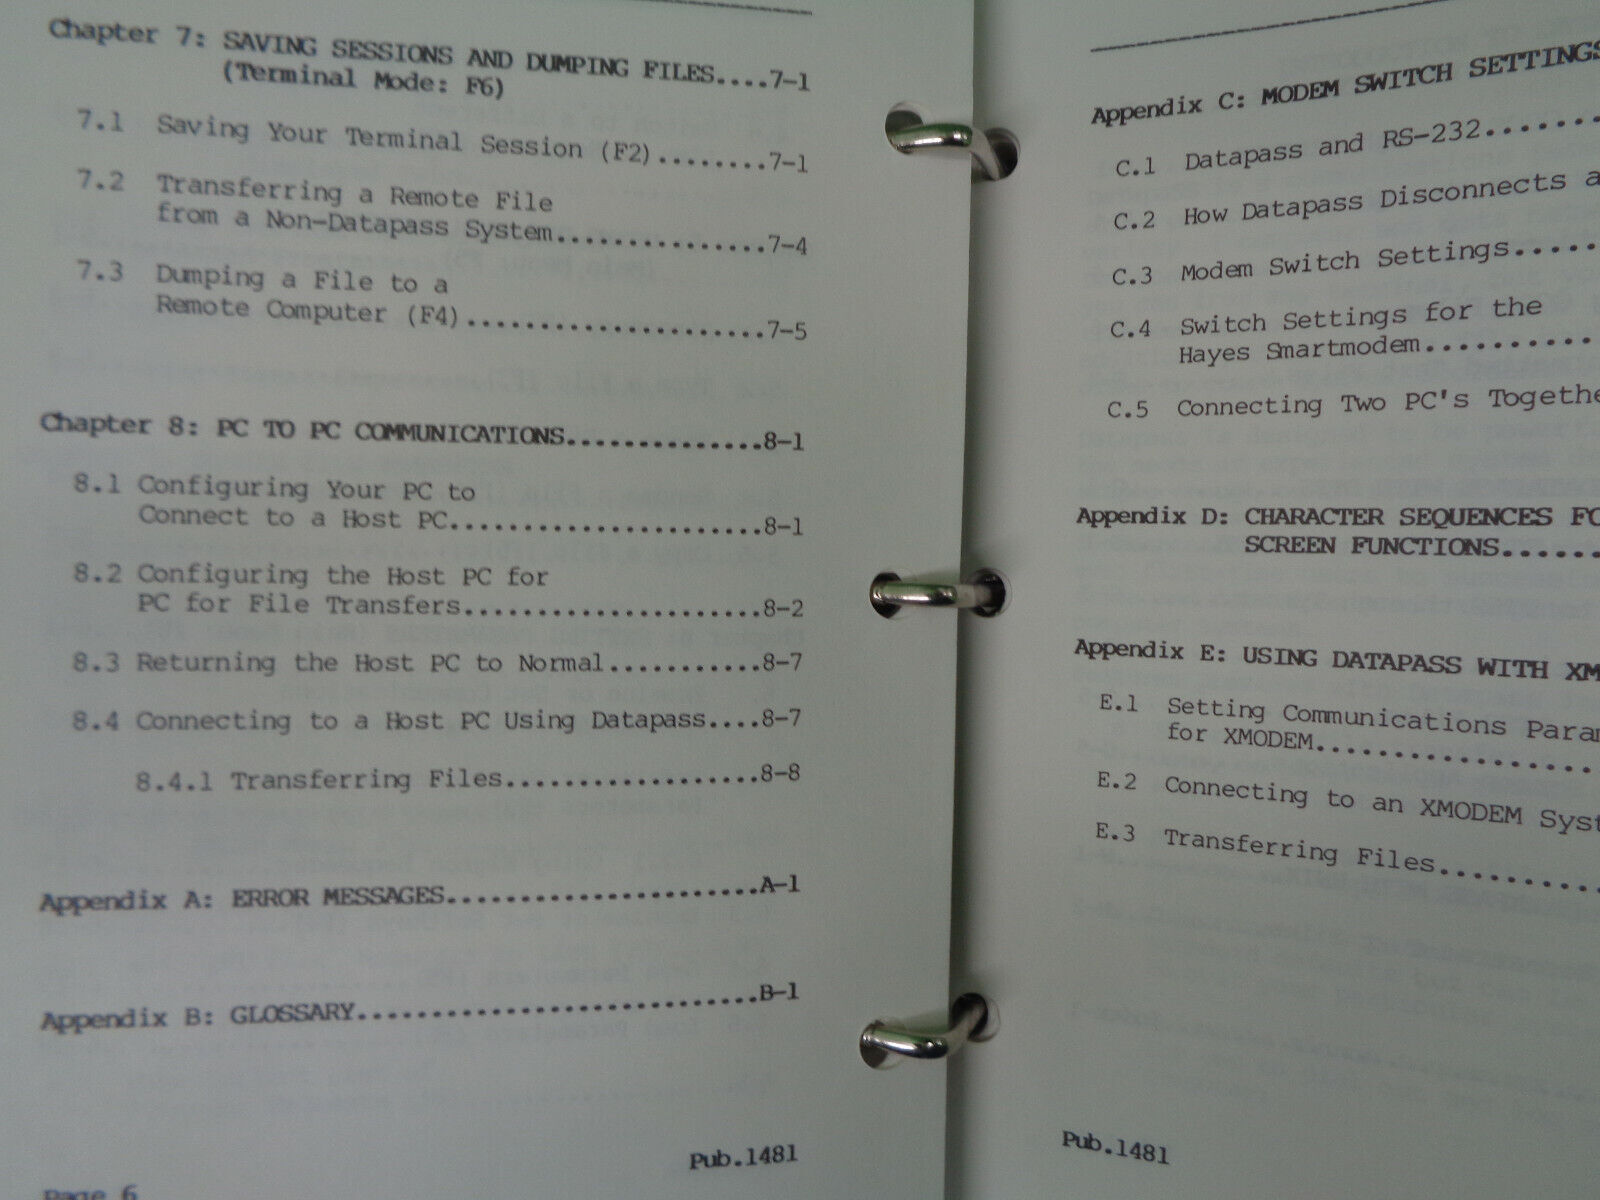 Chapter 7: SAVING SESSIONS AND DUMPING FILES....7-1
(Terminal Mode: F6)
7.1 Saving Your Terminal Session (F2)........7-1
7.2 Transferring a Remote File
from a Non-Datapass System...............7-4
7.3 Dumping a File to a
Remote Computer (F4).....................7-5
Chapter 8: PC TO PC COMMUNICATIONS..............8-1
8.1 Configuring Your PC to
Connect to a Host PC......................8-1
8.2 Configuring the Host PC for
PC for File Transfers.....................8-2
8.3 Returning the Host PC to Normal...........8-7
8.4 Connecting to a Host PC Using Datapass....8-7
8.4.1 Transferring Files..................8-8
Appendix A: ERROR MESSAGES......................A-1
Appendix B: GLOSSARY............................B-1
Pub.1481
Page 6
Appendix C: MODEM SWITCH SETTINGS
C.1 Datapass and RS-232........
C.2 How Datapass Disconnects
C.3 Modem Switch Settings......
C.4 Switch Settings for the
Hayes Smartmodem...........
C.5 Connecting Two PC's
Appendix D: CHARACTER SEQUENCES
SCREEN FUNCTIONS.......
Appendix E: USING DATAPASS WITH
E.1 Setting Communications
for XMODEM..................
E.2 Connecting to an XMODEM
E.3 Transferring Files...........
Pub.1481